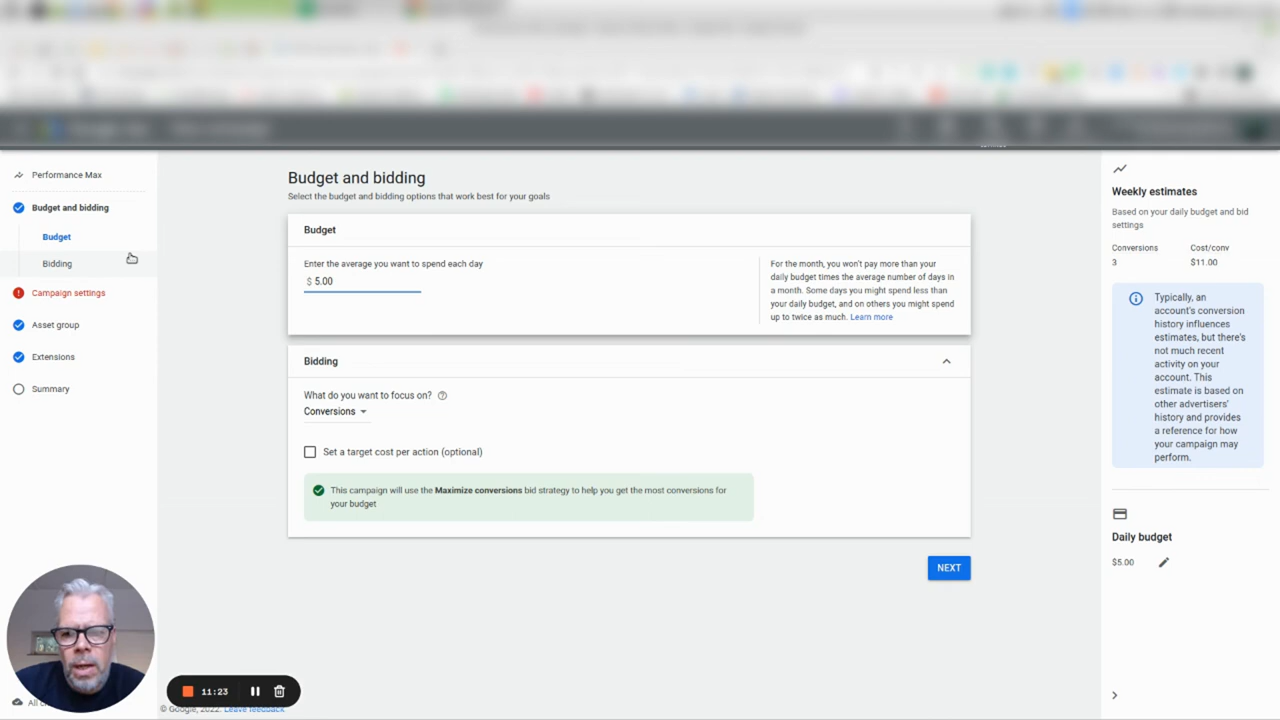 Performance Max
Budget and bidding
Budget
Bidding
Campaign settings
Asset group
Extensions
Summary
Budget and bidding
Select the budget and bidding options that work best for your goals
Budget
Enter the average you want to spend each day
$ 5.00
For the month, you won't pay more than your
daily budget times the average number of days in
a month. Some days you might spend less than
your daily budget, and on others you might spend
up to twice as much. Learn more
Bidding
What do you want to focus on?
Conversions
Set a target cost per action (optional)
This campaign will use the Maximize conversions bid strategy to help you get the most conversions for
your budget
NEXT
Weekly estimates
Based on your daily budget and bid
settings
Conversions Cost/conv
3 $11.00
Typically, an
account's conversion
history influences
estimates, but there's
not much recent
activity on your
account. This
estimate is based on
other advertisers'
history and provides
a reference for how
your campaign may
perform.
Daily budget
$5.00
11:23
All
© Google, 2022. Leave feedback